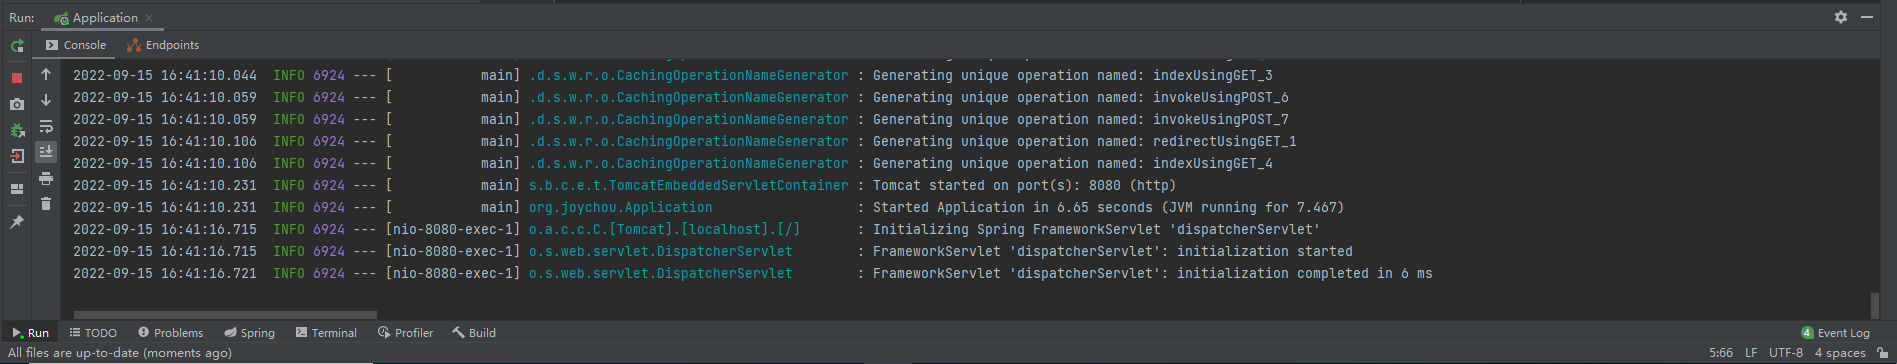 Run: Application
Console Endpoints
2022-09-15 16:41:10.044  INFO 6924 --- [           main] .d.s.w.r.o.CachingOperationNameGenerator : Generating unique operation named: indexUsingGET_3
2022-09-15 16:41:10.059  INFO 6924 --- [           main] .d.s.w.r.o.CachingOperationNameGenerator : Generating unique operation named: invokeUsingPOST_6
2022-09-15 16:41:10.059  INFO 6924 --- [           main] .d.s.w.r.o.CachingOperationNameGenerator : Generating unique operation named: invokeUsingPOST_7
2022-09-15 16:41:10.106  INFO 6924 --- [           main] .d.s.w.r.o.CachingOperationNameGenerator : Generating unique operation named: redirectUsingGET_1
2022-09-15 16:41:10.106  INFO 6924 --- [           main] .d.s.w.r.o.CachingOperationNameGenerator : Generating unique operation named: indexUsingGET_4
2022-09-15 16:41:10.231  INFO 6924 --- [           main] s.b.c.e.t.TomcatEmbeddedServletContainer : Tomcat started on port(s): 8080 (http)
2022-09-15 16:41:10.231  INFO 6924 --- [           main] org.joychou.Application                  : Started Application in 6.65 seconds (JVM running for 7.467)
2022-09-15 16:41:16.715  INFO 6924 --- [nio-8080-exec-1] o.a.c.c.C.[Tomcat].[localhost].[/]       : Initializing Spring FrameworkServlet 'dispatcherServlet'
2022-09-15 16:41:16.715  INFO 6924 --- [nio-8080-exec-1] o.s.web.servlet.DispatcherServlet        : FrameworkServlet 'dispatcherServlet': initialization started
2022-09-15 16:41:16.721  INFO 6924 --- [nio-8080-exec-1] o.s.web.servlet.DispatcherServlet        : FrameworkServlet 'dispatcherServlet': initialization completed in 6 ms
Run TODO Problems Spring Terminal Profiler Build 4 Event Log
All files are up-to-date (moments ago) 5:66 LF UTF-8 4 spaces